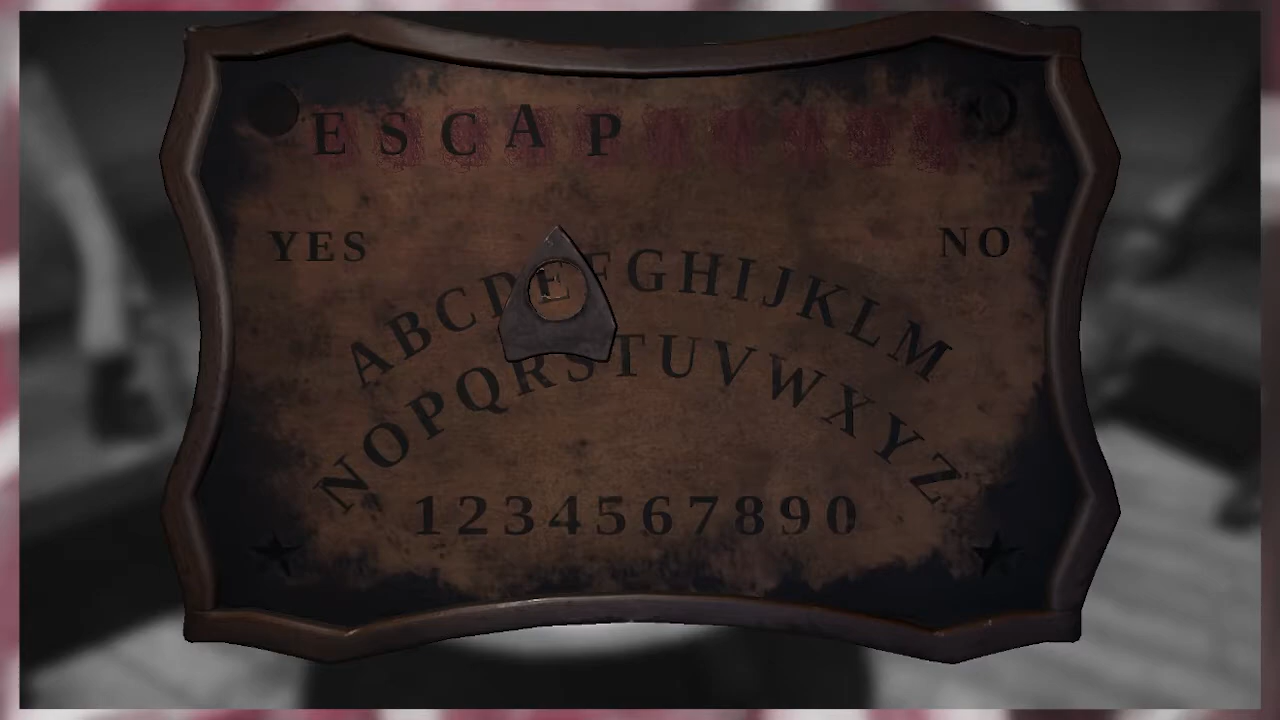 ESCAP
YES NO
ABCDEFGHIJKLM
NOPQRSTUVWXYZ
1234567890